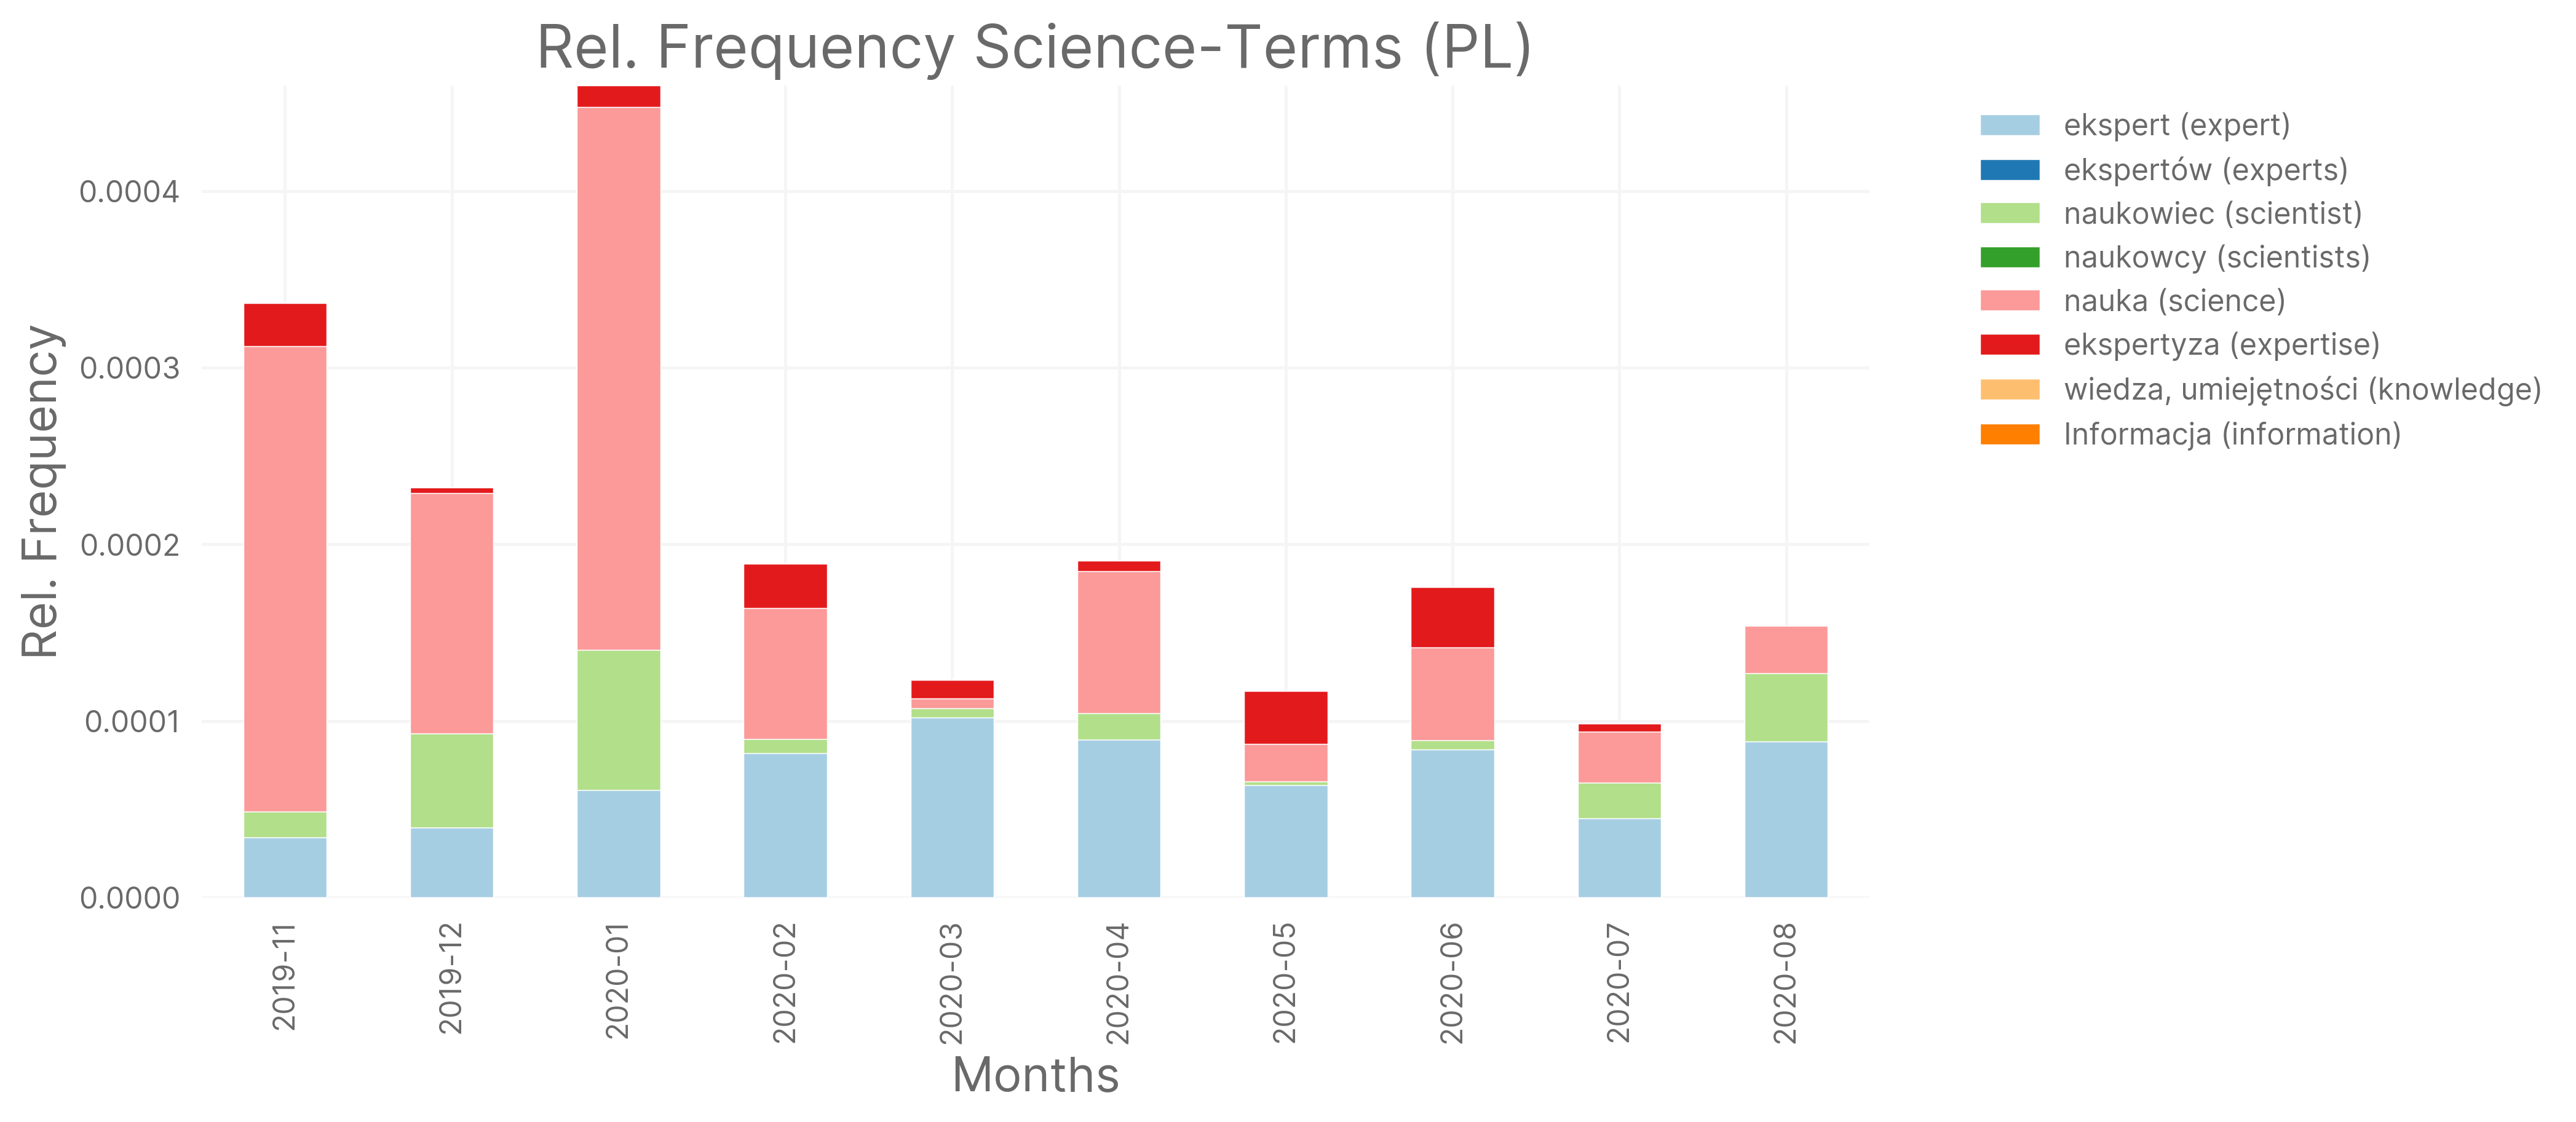 Rel. Frequency Science-Terms (PL)
Rel. Frequency
0.0004
0.0003
0.0002
0.0001
0.0000
2019-11
2019-12
2020-01
2020-02
2020-03
2020-04
2020-05
2020-06
2020-07
2020-08
Months
ekspert (expert)
ekspertów (experts)
naukowiec (scientist)
naukowcy (scientists)
nauka (science)
ekspertyza (expertise)
wiedza, umiejętności (knowledge)
Informacja (information)